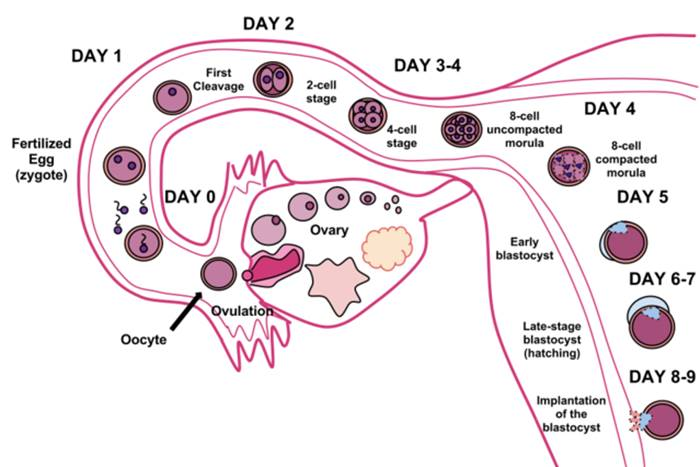 DAY 1
DAY 2
First
Cleavage
2-cell
stage
DAY 3-4
4-cell
stage
8-cell
uncompacted
morula
DAY 4
8-cell
compacted
morula
Fertilized
Egg
(zygote)
DAY 0
Ovary
Ovulation
Oocyte
DAY 5
Early
blastocyst
DAY 6-7
Late-stage
blastocyst
(hatching)
DAY 8-9
Implantation
of the
blastocyst